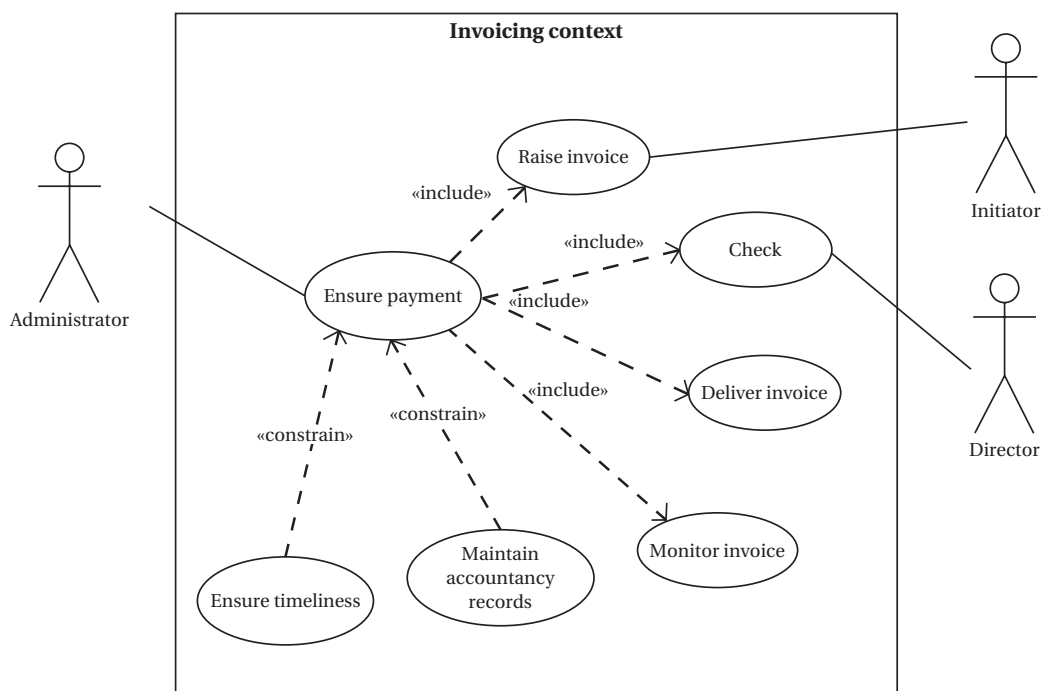 Invoicing context
Raise invoice
«include»
Initiator
«include»
Check
Ensure payment
«include»
Administrator
«include»
Deliver invoice
«constrain»
«constrain»
Director
Monitor invoice
Maintain
accountancy
records
Ensure timeliness